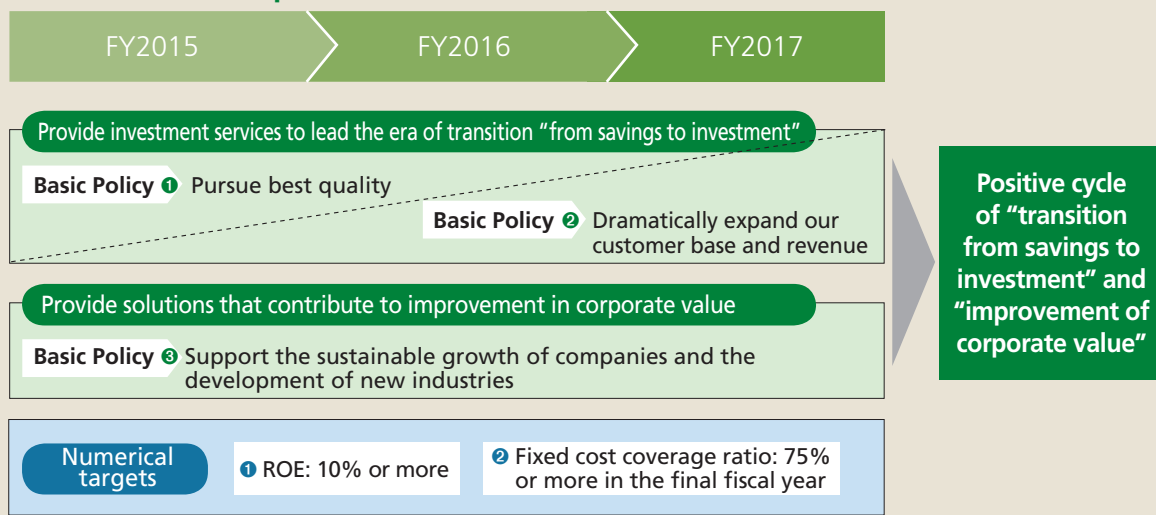 FY2015
FY2016
FY2017
Provide investment services to lead the era of transition “from savings to investment”
Basic Policy ❶ Pursue best quality
Basic Policy ❷ Dramatically expand our
customer base and revenue
Provide solutions that contribute to improvement in corporate value
Basic Policy ❸ Support the sustainable growth of companies and the
development of new industries
Positive cycle
of “transition
from savings to
investment” and
“improvement of
corporate value”
Numerical
targets
❶ ROE: 10% or more
❷ Fixed cost coverage ratio: 75%
or more in the final fiscal year